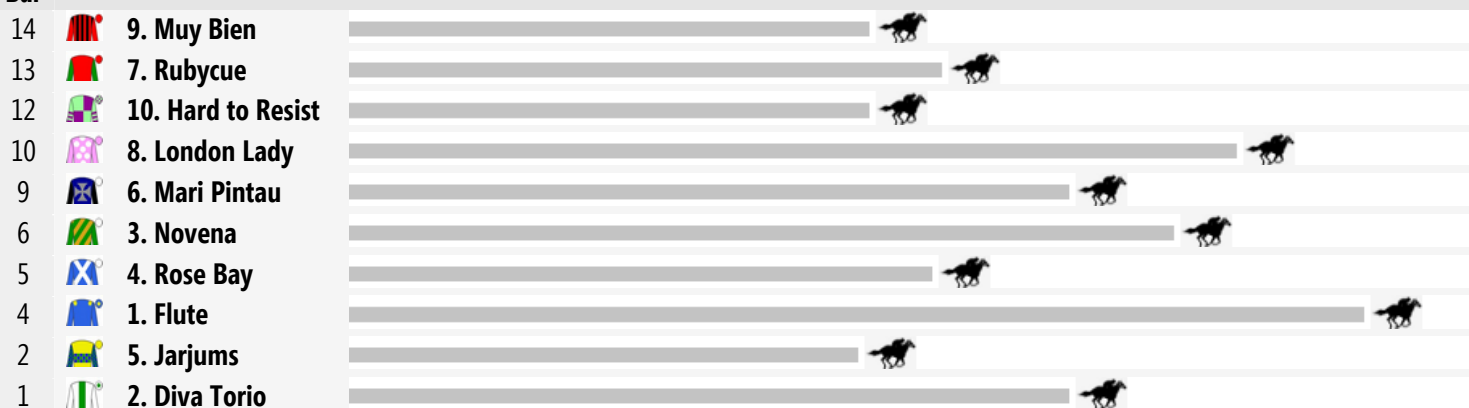 14 9. Muy Bien
13 7. Rubycue
12 10. Hard to Resist
10 8. London Lady
9 6. Mari Pintau
6 3. Novena
5 4. Rose Bay
4 1. Flute
2 5. Jarjums
1 2. Diva Torio